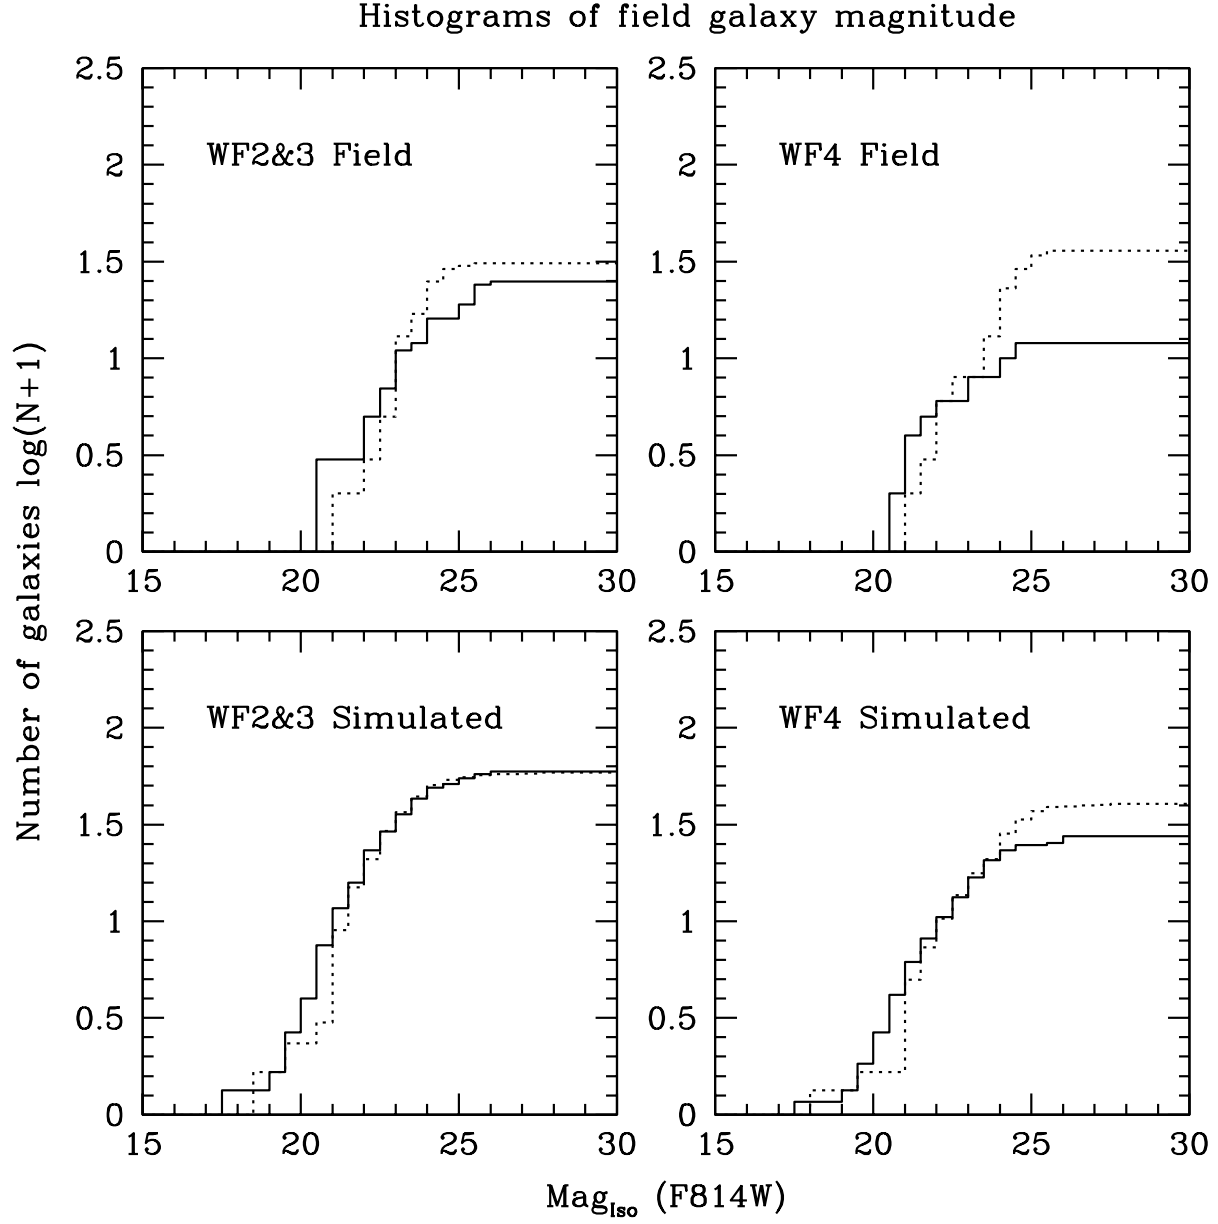 Histograms of field galaxy magnitude
Number of galaxies log(N+1)
2.5
2
1.5
1
0.5
0
WF2&3 Field
15 20 25 30
2.5
2
1.5
1
0.5
0
WF4 Field
15 20 25 30
2.5
2
1.5
1
0.5
0
WF2&3 Simulated
15 20 25 30
2.5
2
1.5
1
0.5
0
WF4 Simulated
15 20 25 30
Mag_Iso (F814W)